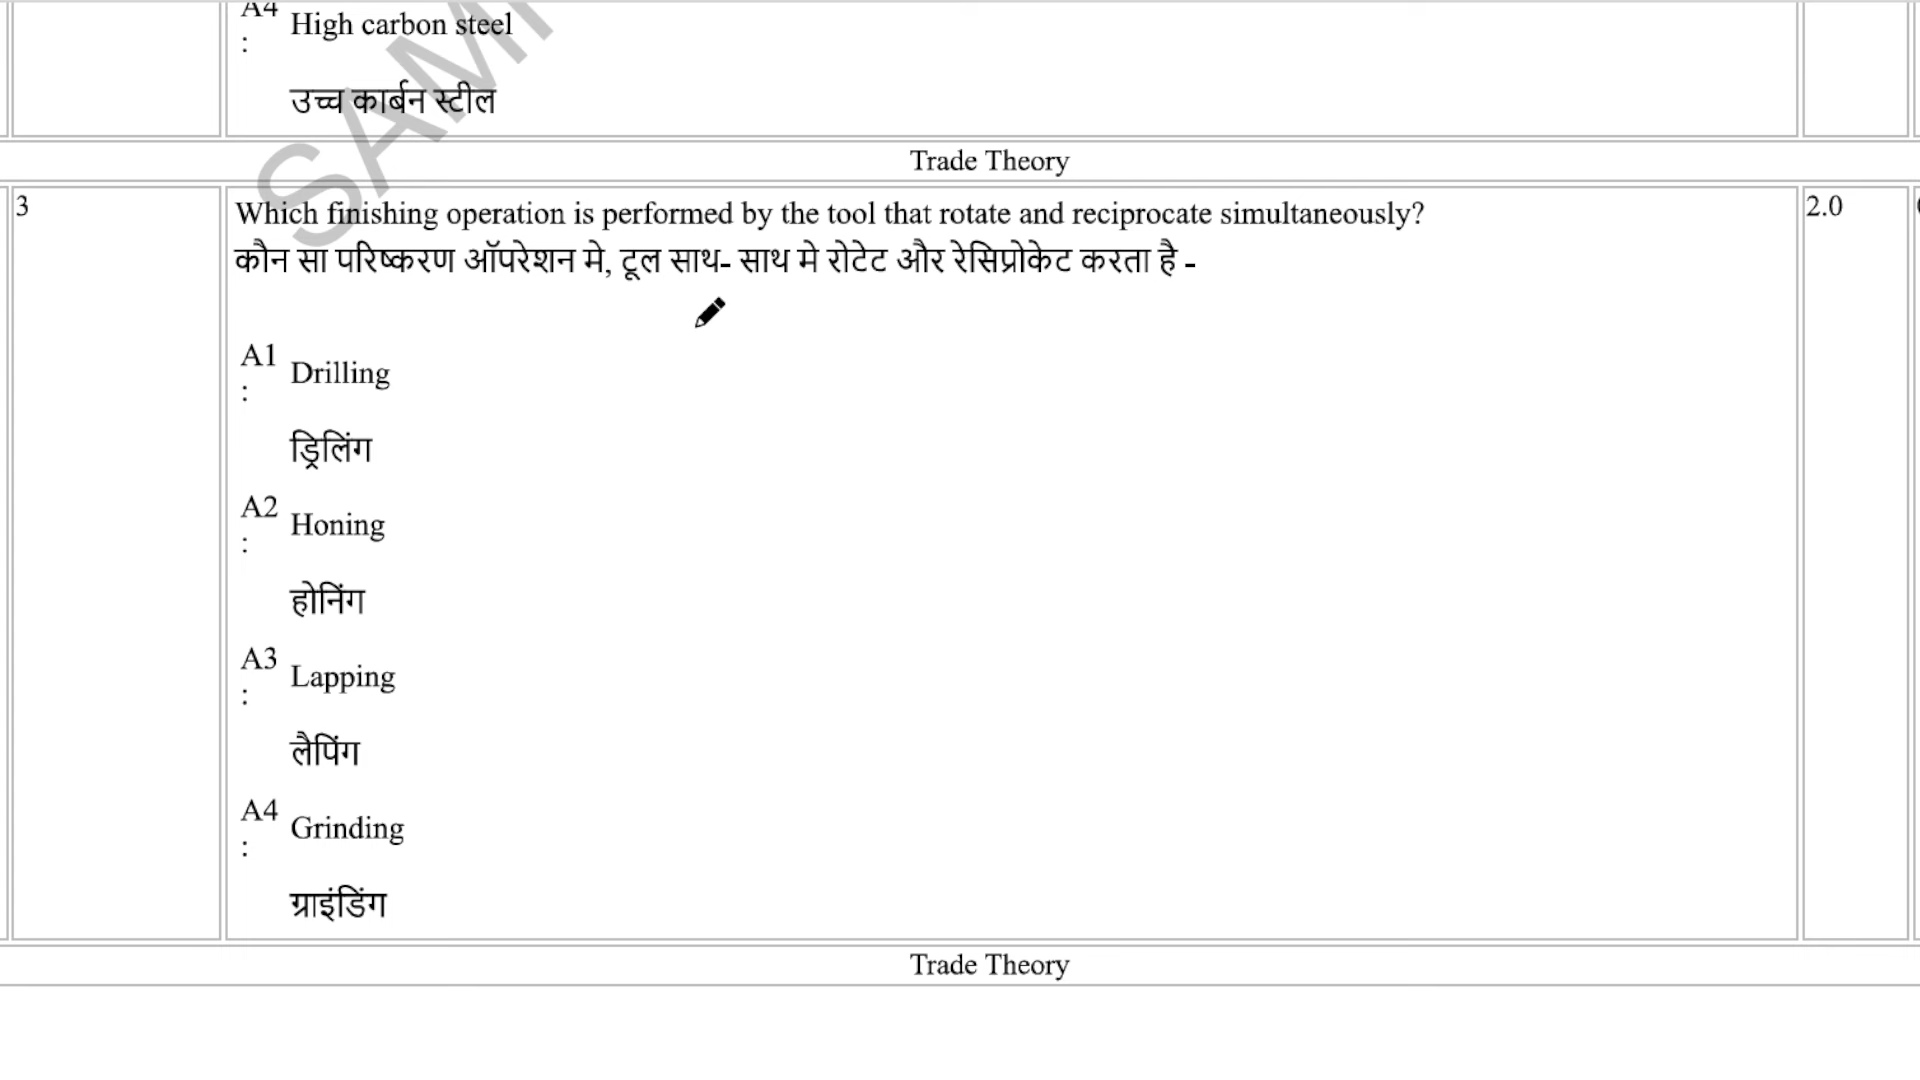 A4
:
High carbon steel
उच्च कार्बन स्टील
Trade Theory
3
Which finishing operation is performed by the tool that rotate and reciprocate simultaneously?
2.0
कौन सा परिष्करण ऑपरेशन मे, टूल साथ- साथ मे रोटेट और रेसिप्रोकेट करता है -
A1
:
Drilling
ड्रिलिंग
A2
:
Honing
होनिंग
A3
:
Lapping
लैपिंग
A4
:
Grinding
ग्राइंडिंग
Trade Theory